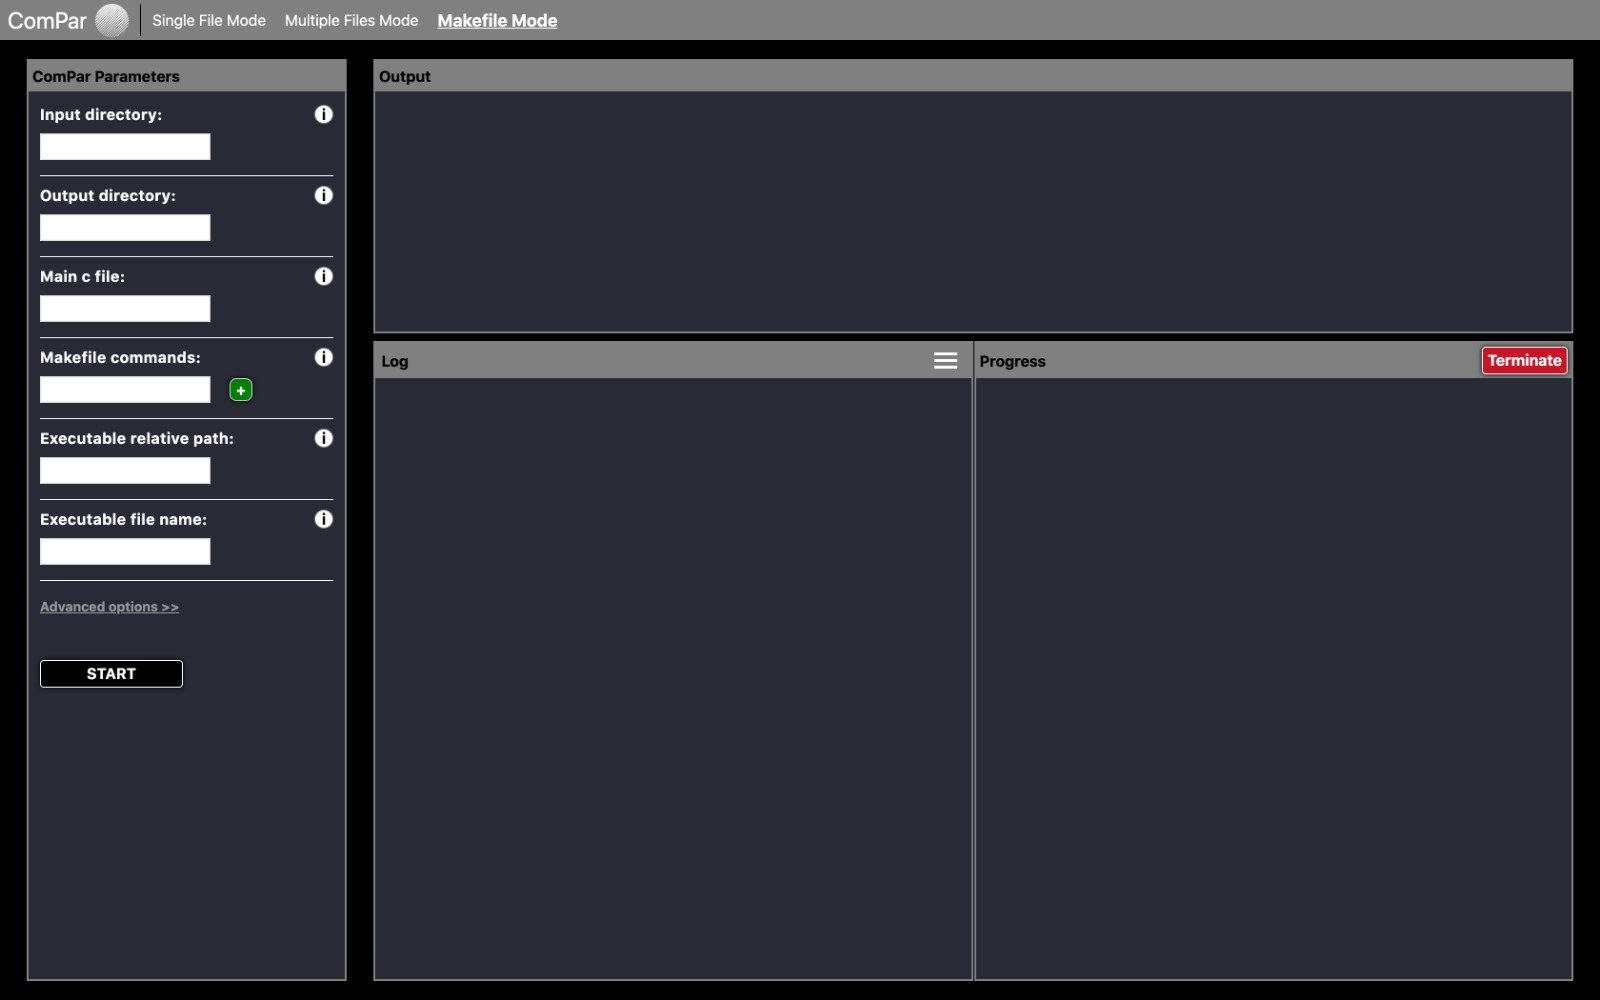 ComPar
Single File Mode
Multiple Files Mode
Makefile Mode
ComPar Parameters
Input directory:
i
Output directory:
i
Main c file:
i
Makefile commands:
i
+
Executable relative path:
i
Executable file name:
i
Advanced options >>
START
Output
Log
Progress
Terminate